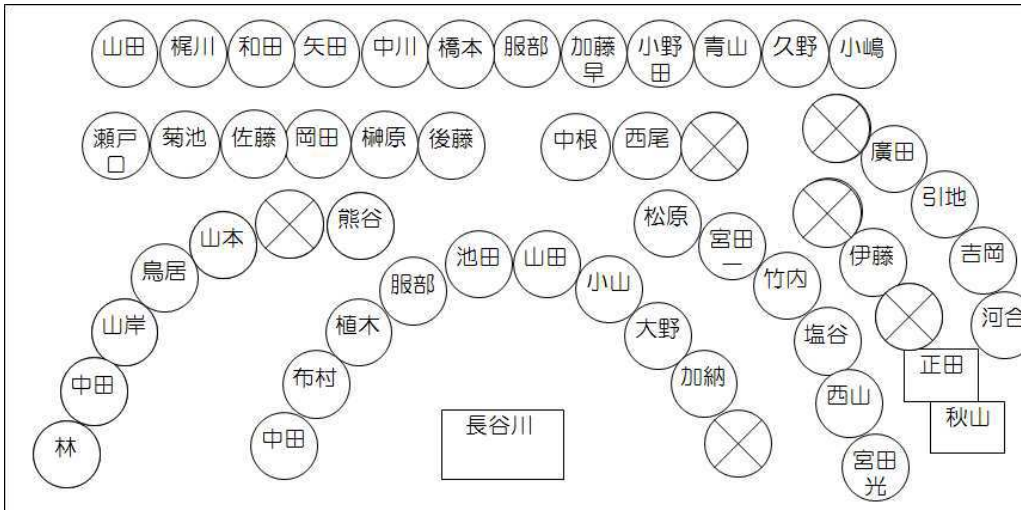 山田 梶川 和田 矢田 中川 橋本 服部 加藤早 小野田 青山 久野 小嶋
瀬戸口 菊池 佐藤 岡田 榊原 後藤 中根 西尾
廣田
引地
吉岡
河合
熊谷
山本
鳥居
山岸
中田
林
松原
宮田一
竹内
塩谷
西山
宮田光
伊藤
池田 山田
服部 小山
植木 大野
布村 加納
中田
正田
秋山
長谷川